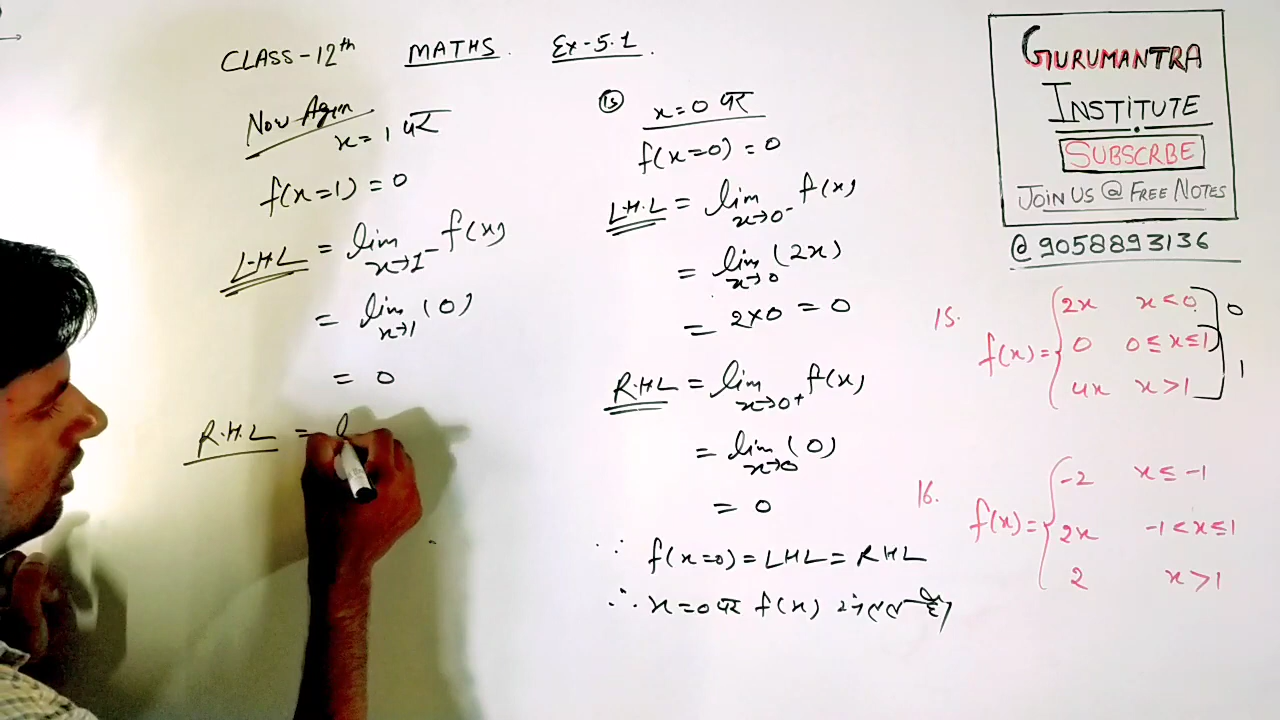 CLASS-12th MATHS. Ex-5.1.
Now Again
x=1 पर
f(x=1) = 0
L.H.L = lim x→1⁻ f(x)
= lim x→1 (0)
= 0
R.H.L =
15
x=0 पर
f(x=0) = 0
L.H.L = lim x→0⁻ f(x)
= lim x→0 (2x)
= 2×0 = 0
R.H.L = lim x→0⁺ f(x)
= lim x→0 (0)
= 0
∵ f(x=0) = LHL = RHL
∴ x=0 पर f(x)
GURUMANTRA
INSTITUTE
SUBSCRBE
JOIN US @ FREE NOTES
@ 9058893136
15. f(x) = { 2x x<0 0
0 0≤x≤1
4x x>1 1
16. f(x) = { -2 x≤-1
2x -1<x≤1
2 x>1